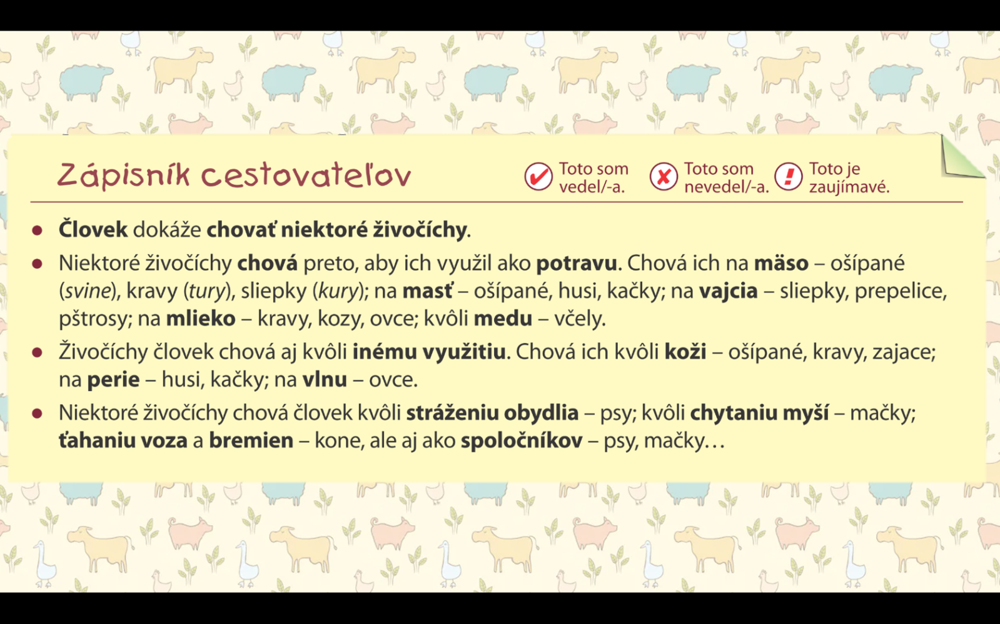 Zápisník cestovateľov
Toto som
vedel/-a.
Toto som
nevedel/-a.
Toto je
zaujímavé.
● Človek dokáže chovať niektoré živočíchy.
● Niektoré živočíchy chová preto, aby ich využil ako potravu. Chová ich na mäso – ošípané
(svine), kravy (tury), sliepky (kury); na masť – ošípané, husi, kačky; na vajcia – sliepky, prepelice,
pštrosy; na mlieko – kravy, kozy, ovce; kvôli medu – včely.
● Živočíchy človek chová aj kvôli inému využitiu. Chová ich kvôli koži – ošípané, kravy, zajace;
na perie – husi, kačky; na vlnu – ovce.
● Niektoré živočíchy chová človek kvôli stráženiu obydlia – psy; kvôli chytaniu myší – mačky;
ťahaniu voza a bremien – kone, ale aj ako spoločníkov – psy, mačky…